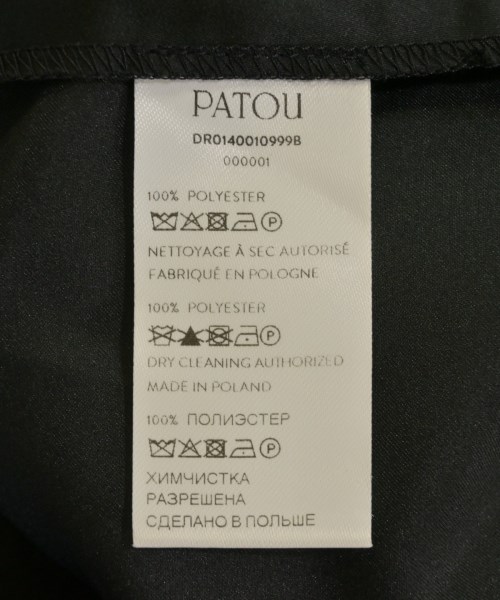 PATOU
DR0140010999B
000001
100% POLYESTER
P
NETTOYAGE À SEC AUTORISÉ
FABRIQUÉ EN POLOGNE
100% POLYESTER
P
DRY CLEANING AUTHORIZED
MADE IN POLAND
100% ПОЛИЭСТЕР
P
ХИМЧИСТКА
РАЗРЕШЕНА
СДЕЛАНО В ПОЛЬШЕ